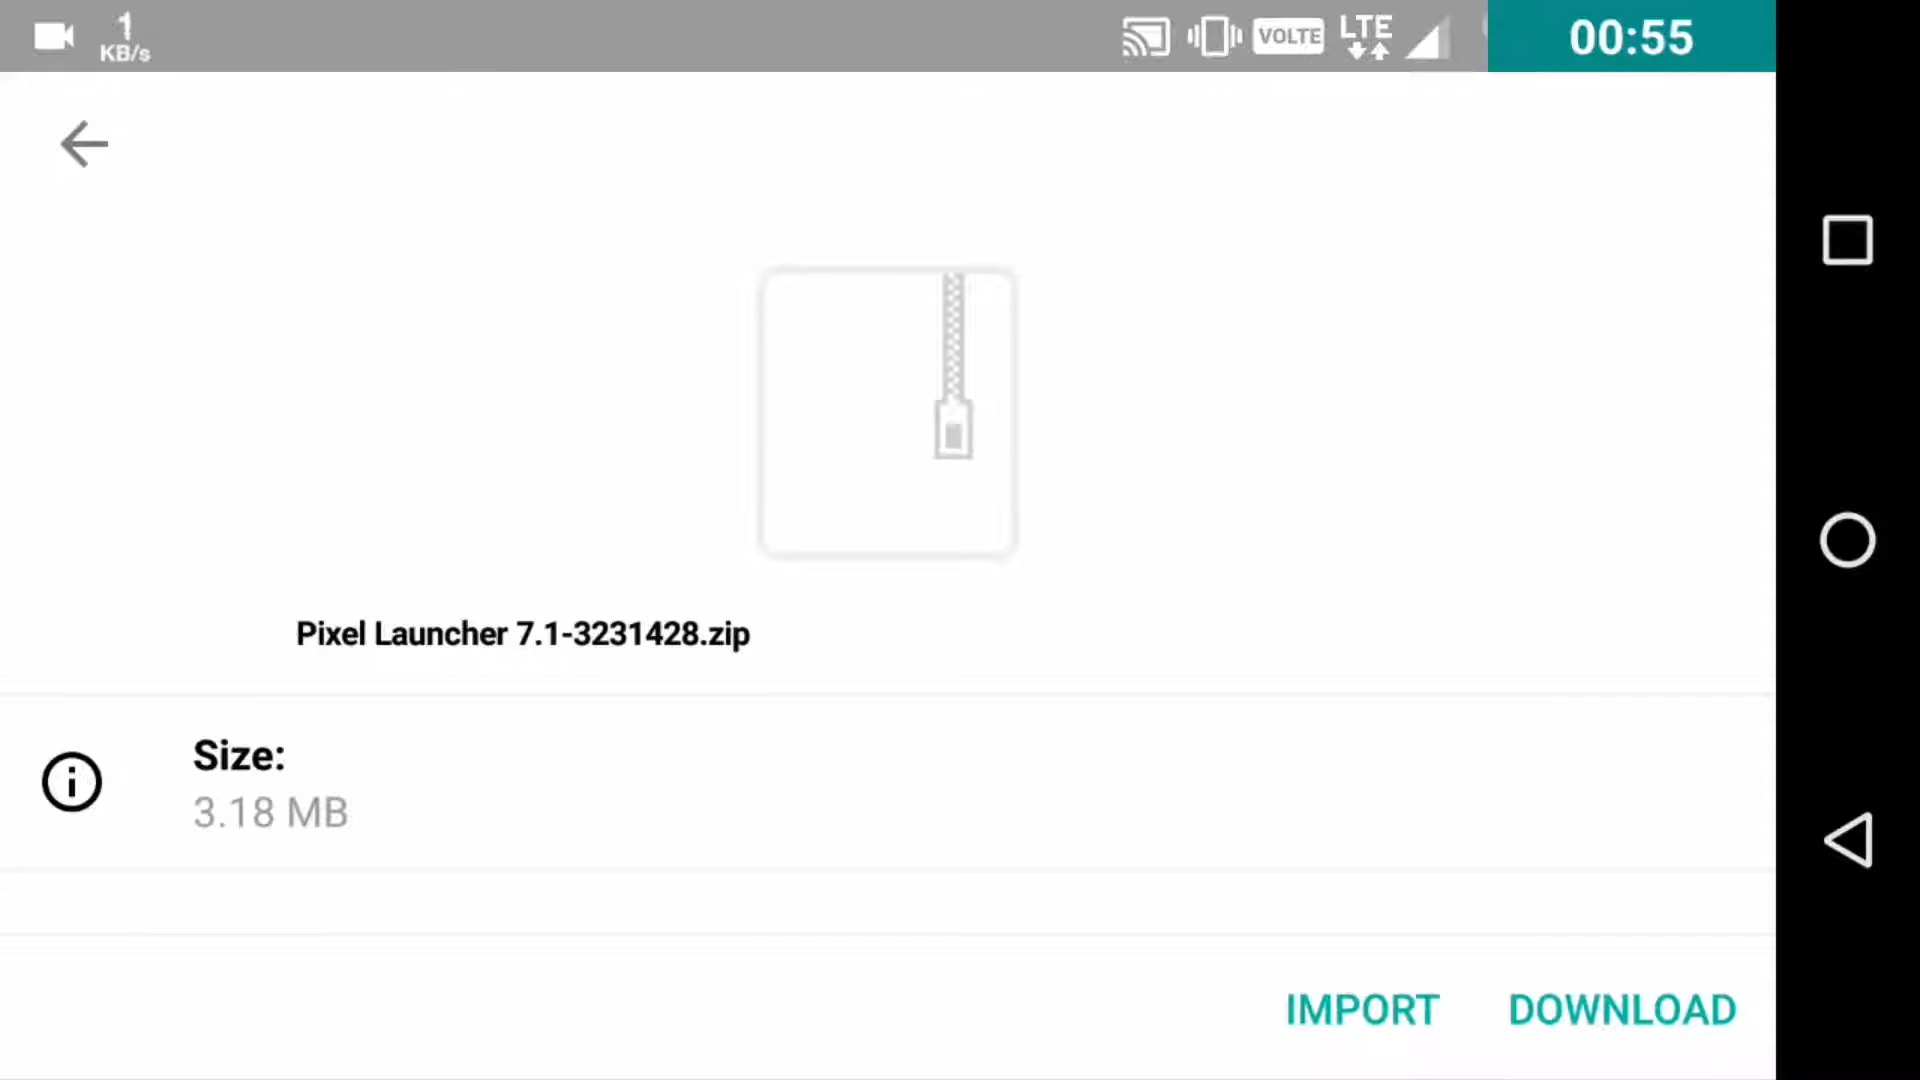 1
KB/s
VOLTE
LTE
00:55
Pixel Launcher 7.1-3231428.zip
Size:
3.18 MB
IMPORT
DOWNLOAD